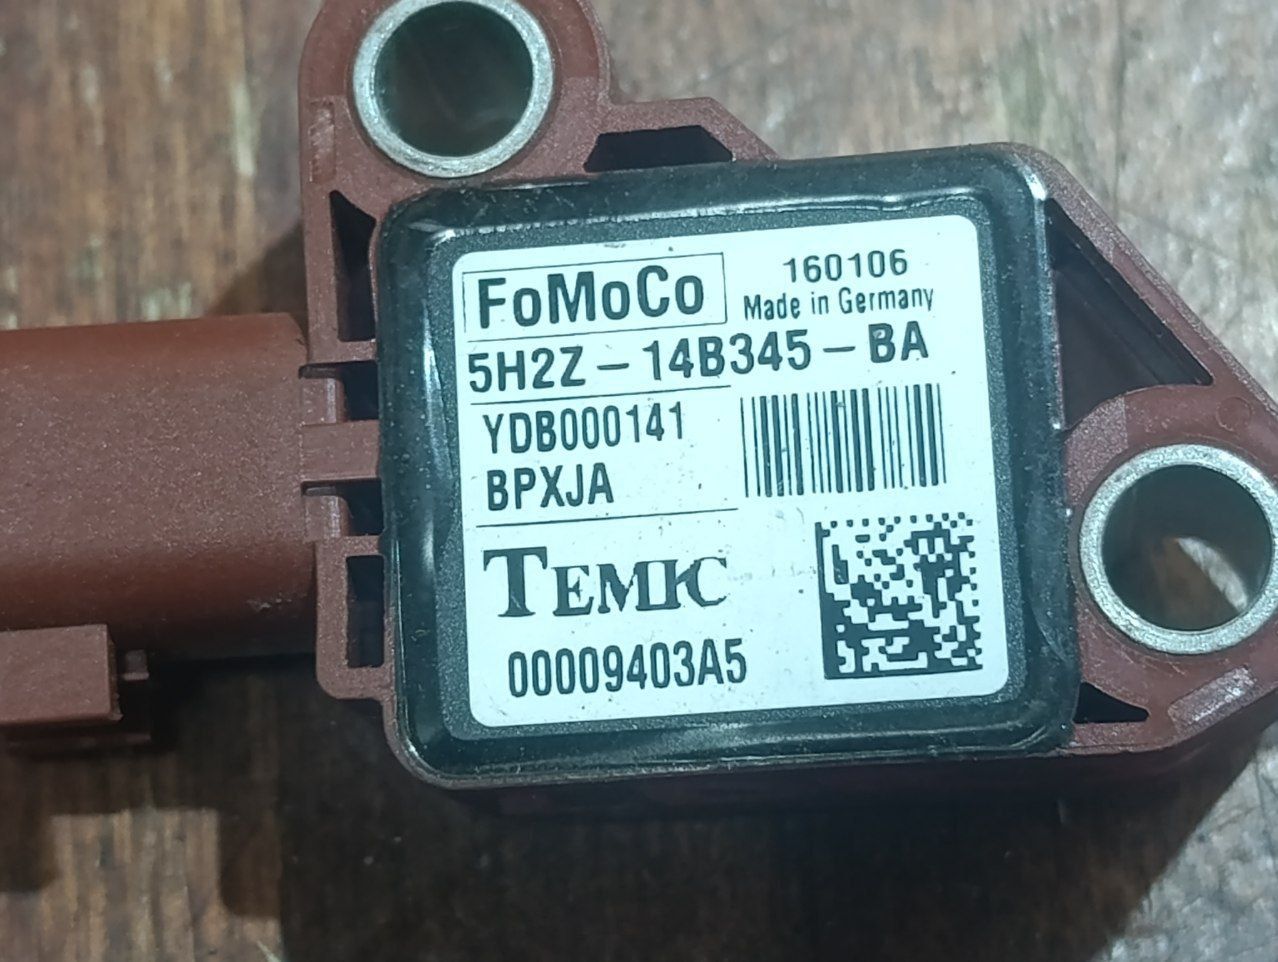 FoMoCo
160106
Made in Germany
5H2Z-14B345-BA
YDB000141
BPXJA
TEMIC
00009403A5